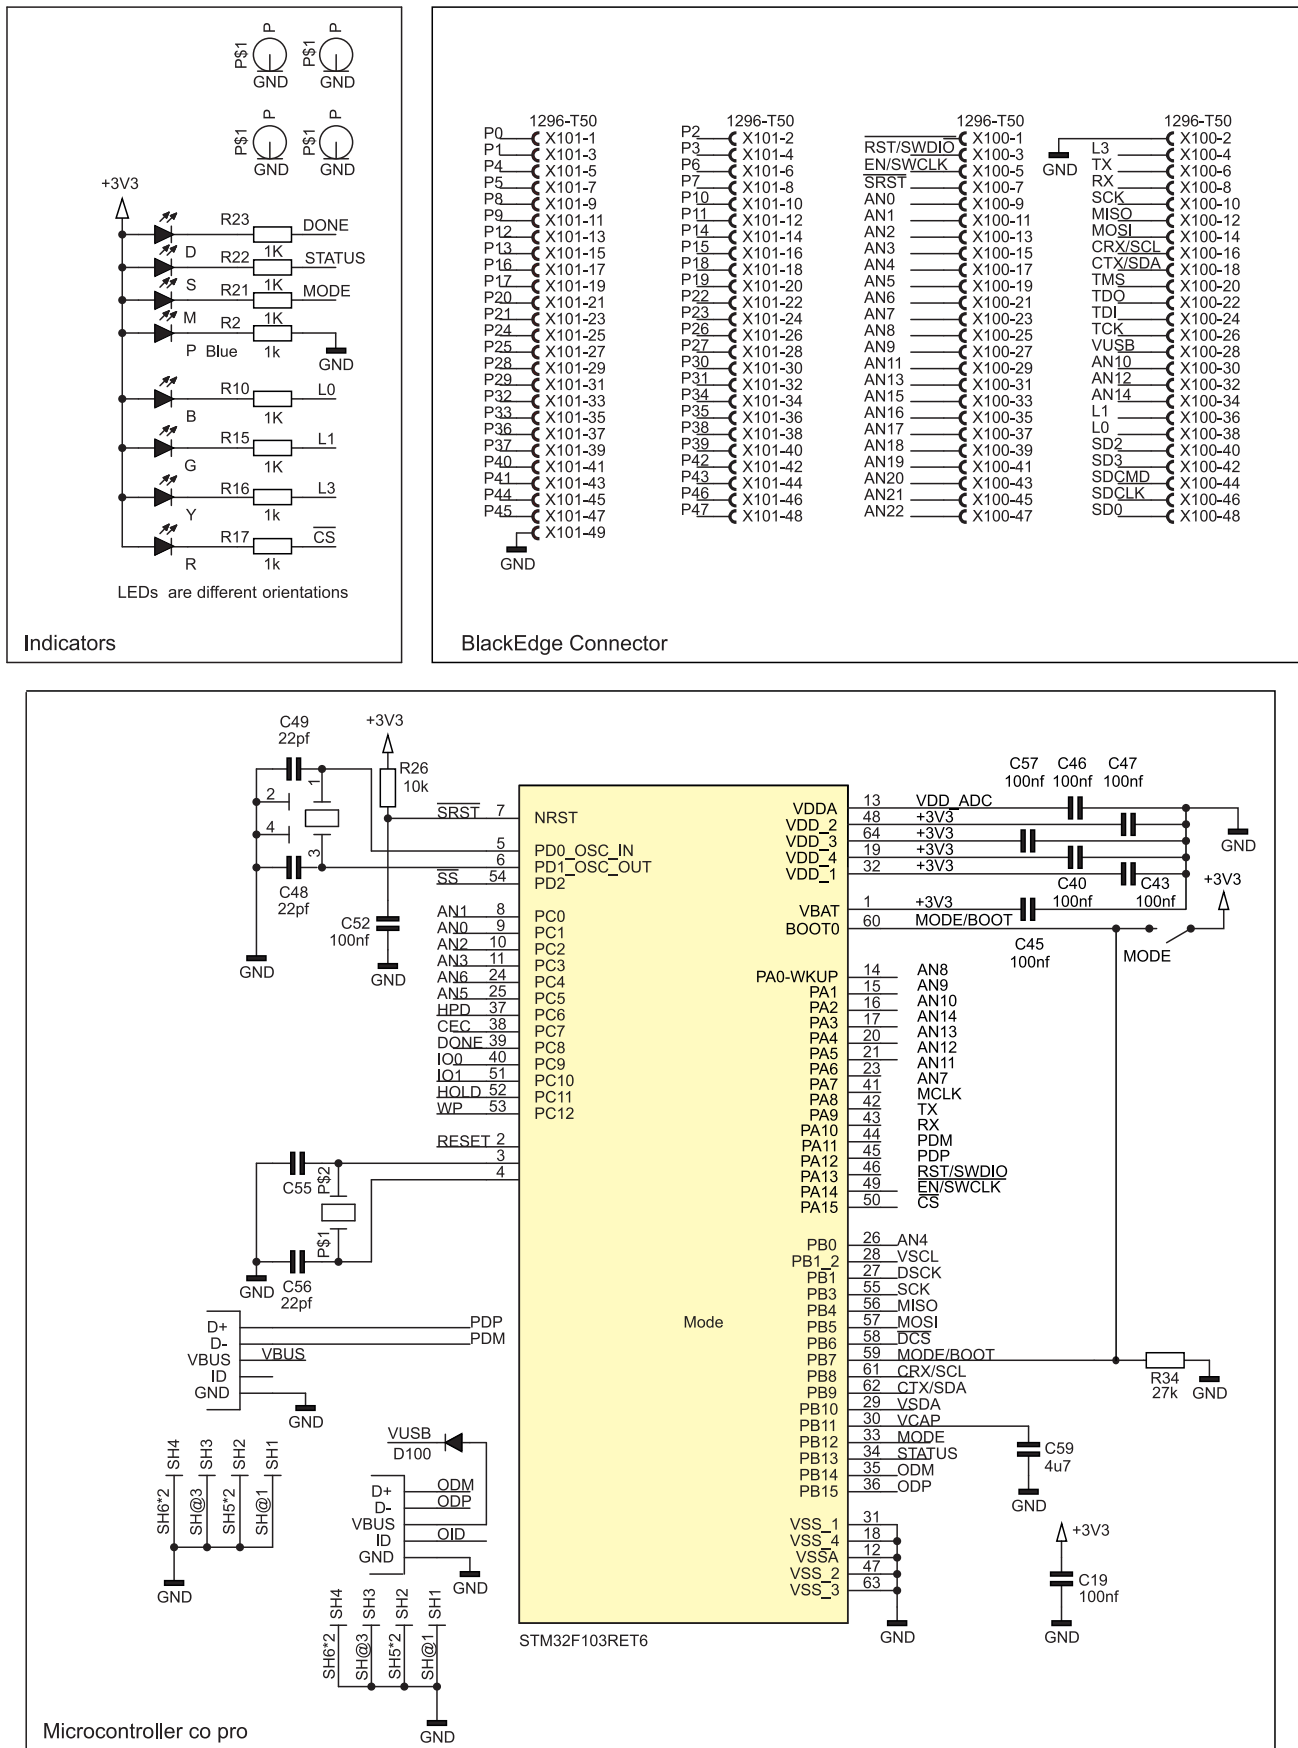 P$1 P GND
P$1 P GND
P$1 P GND
P$1 P GND
+3V3
R23 DONE
D 1K
R22 STATUS
S 1K
R21 MODE
M 1K
R2
P Blue 1k GND
R10 L0
B 1K
R15 L1
G 1K
R16 L3
Y 1k
R17 CS
R 1k
LEDs are different orientations
Indicators
1296-T50
P0 X101-1
P1 X101-3
P4 X101-5
P5 X101-7
P8 X101-9
P9 X101-11
P12 X101-13
P13 X101-15
P16 X101-17
P17 X101-19
P20 X101-21
P21 X101-23
P24 X101-25
P25 X101-27
P28 X101-29
P29 X101-31
P32 X101-33
P33 X101-35
P36 X101-37
P37 X101-39
P40 X101-41
P41 X101-43
P44 X101-45
P45 X101-47
X101-49
GND
1296-T50
P2 X101-2
P3 X101-4
P6 X101-6
P7 X101-8
P10 X101-10
P11 X101-12
P14 X101-14
P15 X101-16
P18 X101-18
P19 X101-20
P22 X101-22
P23 X101-24
P26 X101-26
P27 X101-28
P30 X101-30
P31 X101-32
P34 X101-34
P35 X101-36
P38 X101-38
P39 X101-40
P42 X101-42
P43 X101-44
P46 X101-46
P47 X101-48
1296-T50
X100-1
RST/SWDIO X100-3
EN/SWCLK X100-5
SRST X100-7
AN0 X100-9
AN1 X100-11
AN2 X100-13
AN3 X100-15
AN4 X100-17
AN5 X100-19
AN6 X100-21
AN7 X100-23
AN8 X100-25
AN9 X100-27
AN11 X100-29
AN13 X100-31
AN15 X100-33
AN16 X100-35
AN17 X100-37
AN18 X100-39
AN19 X100-41
AN20 X100-43
AN21 X100-45
AN22 X100-47
1296-T50
GND X100-2
L3 X100-4
TX X100-6
RX X100-8
SCK X100-10
MISO X100-12
MOSI X100-14
CRX/SCL X100-16
CTX/SDA X100-18
TMS X100-20
TDO X100-22
TDI X100-24
TCK X100-26
VUSB X100-28
AN10 X100-30
AN12 X100-32
AN14 X100-34
L1 X100-36
L0 X100-38
SD2 X100-40
SD3 X100-42
SDCMD X100-44
SDCLK X100-46
SD0 X100-48
BlackEdge Connector
C49
22pf
+3V3
R26
10k
1
2
4
3
C48
22pf
GND
C52
100nf
GND
SRST 7 NRST
5 PD0_OSC_IN
6 PD1_OSC_OUT
SS 54 PD2
AN1 8 PC0
AN0 9 PC1
AN2 10 PC2
AN3 11 PC3
AN6 24 PC4
AN5 25 PC5
HPD 37 PC6
CEC 38 PC7
DONE 39 PC8
IO0 40 PC9
IO1 51 PC10
HOLD 52 PC11
WP 53 PC12
RESET 2
3
4
C55
P$2
P$1
C56
22pf
GND
D+ PDP
D- PDM
VBUS VBUS
ID
GND
GND
SH4 SH3 SH2 SH1
SH6*2 SH@3 SH5*2 SH@1
GND
VUSB
D100
D+ ODM
D- ODP
VBUS
ID OID
GND
GND
SH4 SH3 SH2 SH1
SH6*2 SH@3 SH5*2 SH@1
GND
Mode
STM32F103RET6
C57 C46 C47
100nf 100nf 100nf
VDDA 13 VDD_ADC
VDD_2 48 +3V3
VDD_3 64 +3V3
VDD_4 19 +3V3
VDD_1 32 +3V3
GND
C40 C43
100nf 100nf
+3V3
VBAT 1 +3V3
BOOT0 60 MODE/BOOT
C45
100nf
MODE
PA0-WKUP 14 AN8
PA1 15 AN9
PA2 16 AN10
PA3 17 AN14
PA4 20 AN13
PA5 21 AN12
PA6 23 AN11
PA7 41 AN7
PA8 42 MCLK
PA9 43 TX
PA10 44 RX
PA11 45 PDM
PA12 46 PDP
PA13 49 RST/SWDIO
PA14 50 EN/SWCLK
PA15 CS
PB0 26 AN4
PB1_2 28 VSCL
PB1 27 DSCK
PB3 55 SCK
PB4 56 MISO
PB5 57 MOSI
PB6 58 DCS
PB7 59 MODE/BOOT
PB8 61 CRX/SCL
PB9 62 CTX/SDA
PB10 29 VSDA
PB11 30 VCAP
PB12 33 MODE
PB13 34 STATUS
PB14 35 ODM
PB15 36 ODP
R34
27k
GND
C59
4u7
GND
VSS_1 31
VSS_4 18
VSSA 12
VSS_2 47
VSS_3 63
GND
+3V3
C19
100nf
GND
Microcontroller co pro